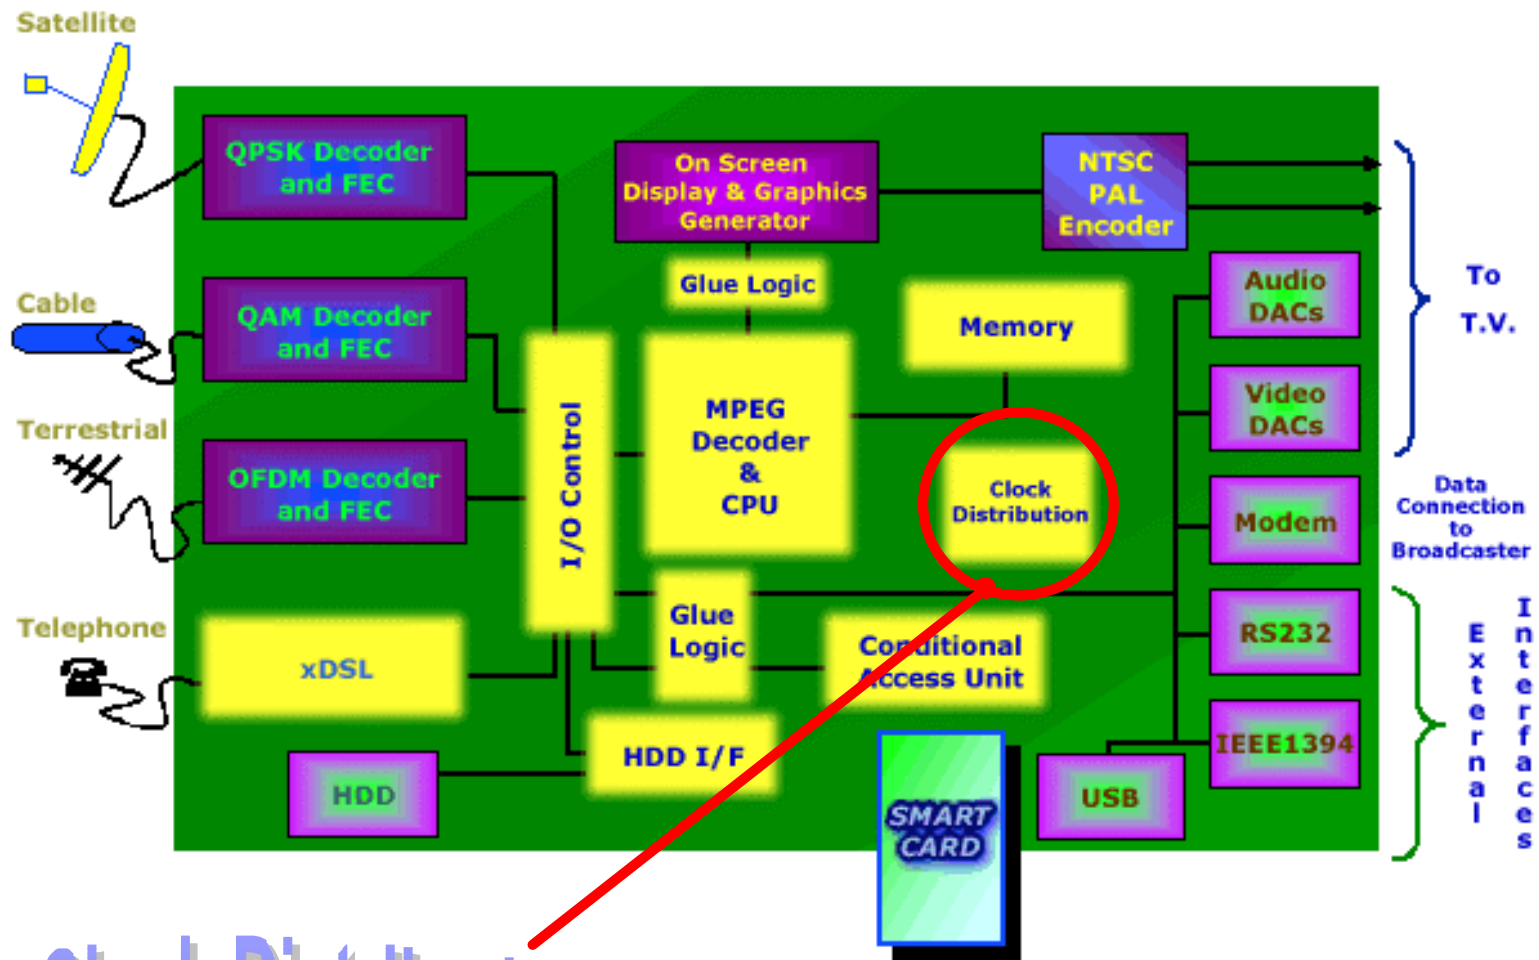 Satellite
QPSK Decoder
and FEC
On Screen
Display & Graphics
Generator
NTSC
PAL
Encoder
Glue Logic
Audio
DACs
To
T.V.
Cable
QAM Decoder
and FEC
Memory
Video
DACs
Terrestrial
OFDM Decoder
and FEC
I/O Control
MPEG
Decoder
&
CPU
Clock
Distribution
Modem
Data
Connection
to
Broadcaster
Telephone
xDSL
Glue
Logic
Conditional
Access Unit
RS232
External
Interfaces
HDD I/F
IEEE1394
HDD
SMART
CARD
USB